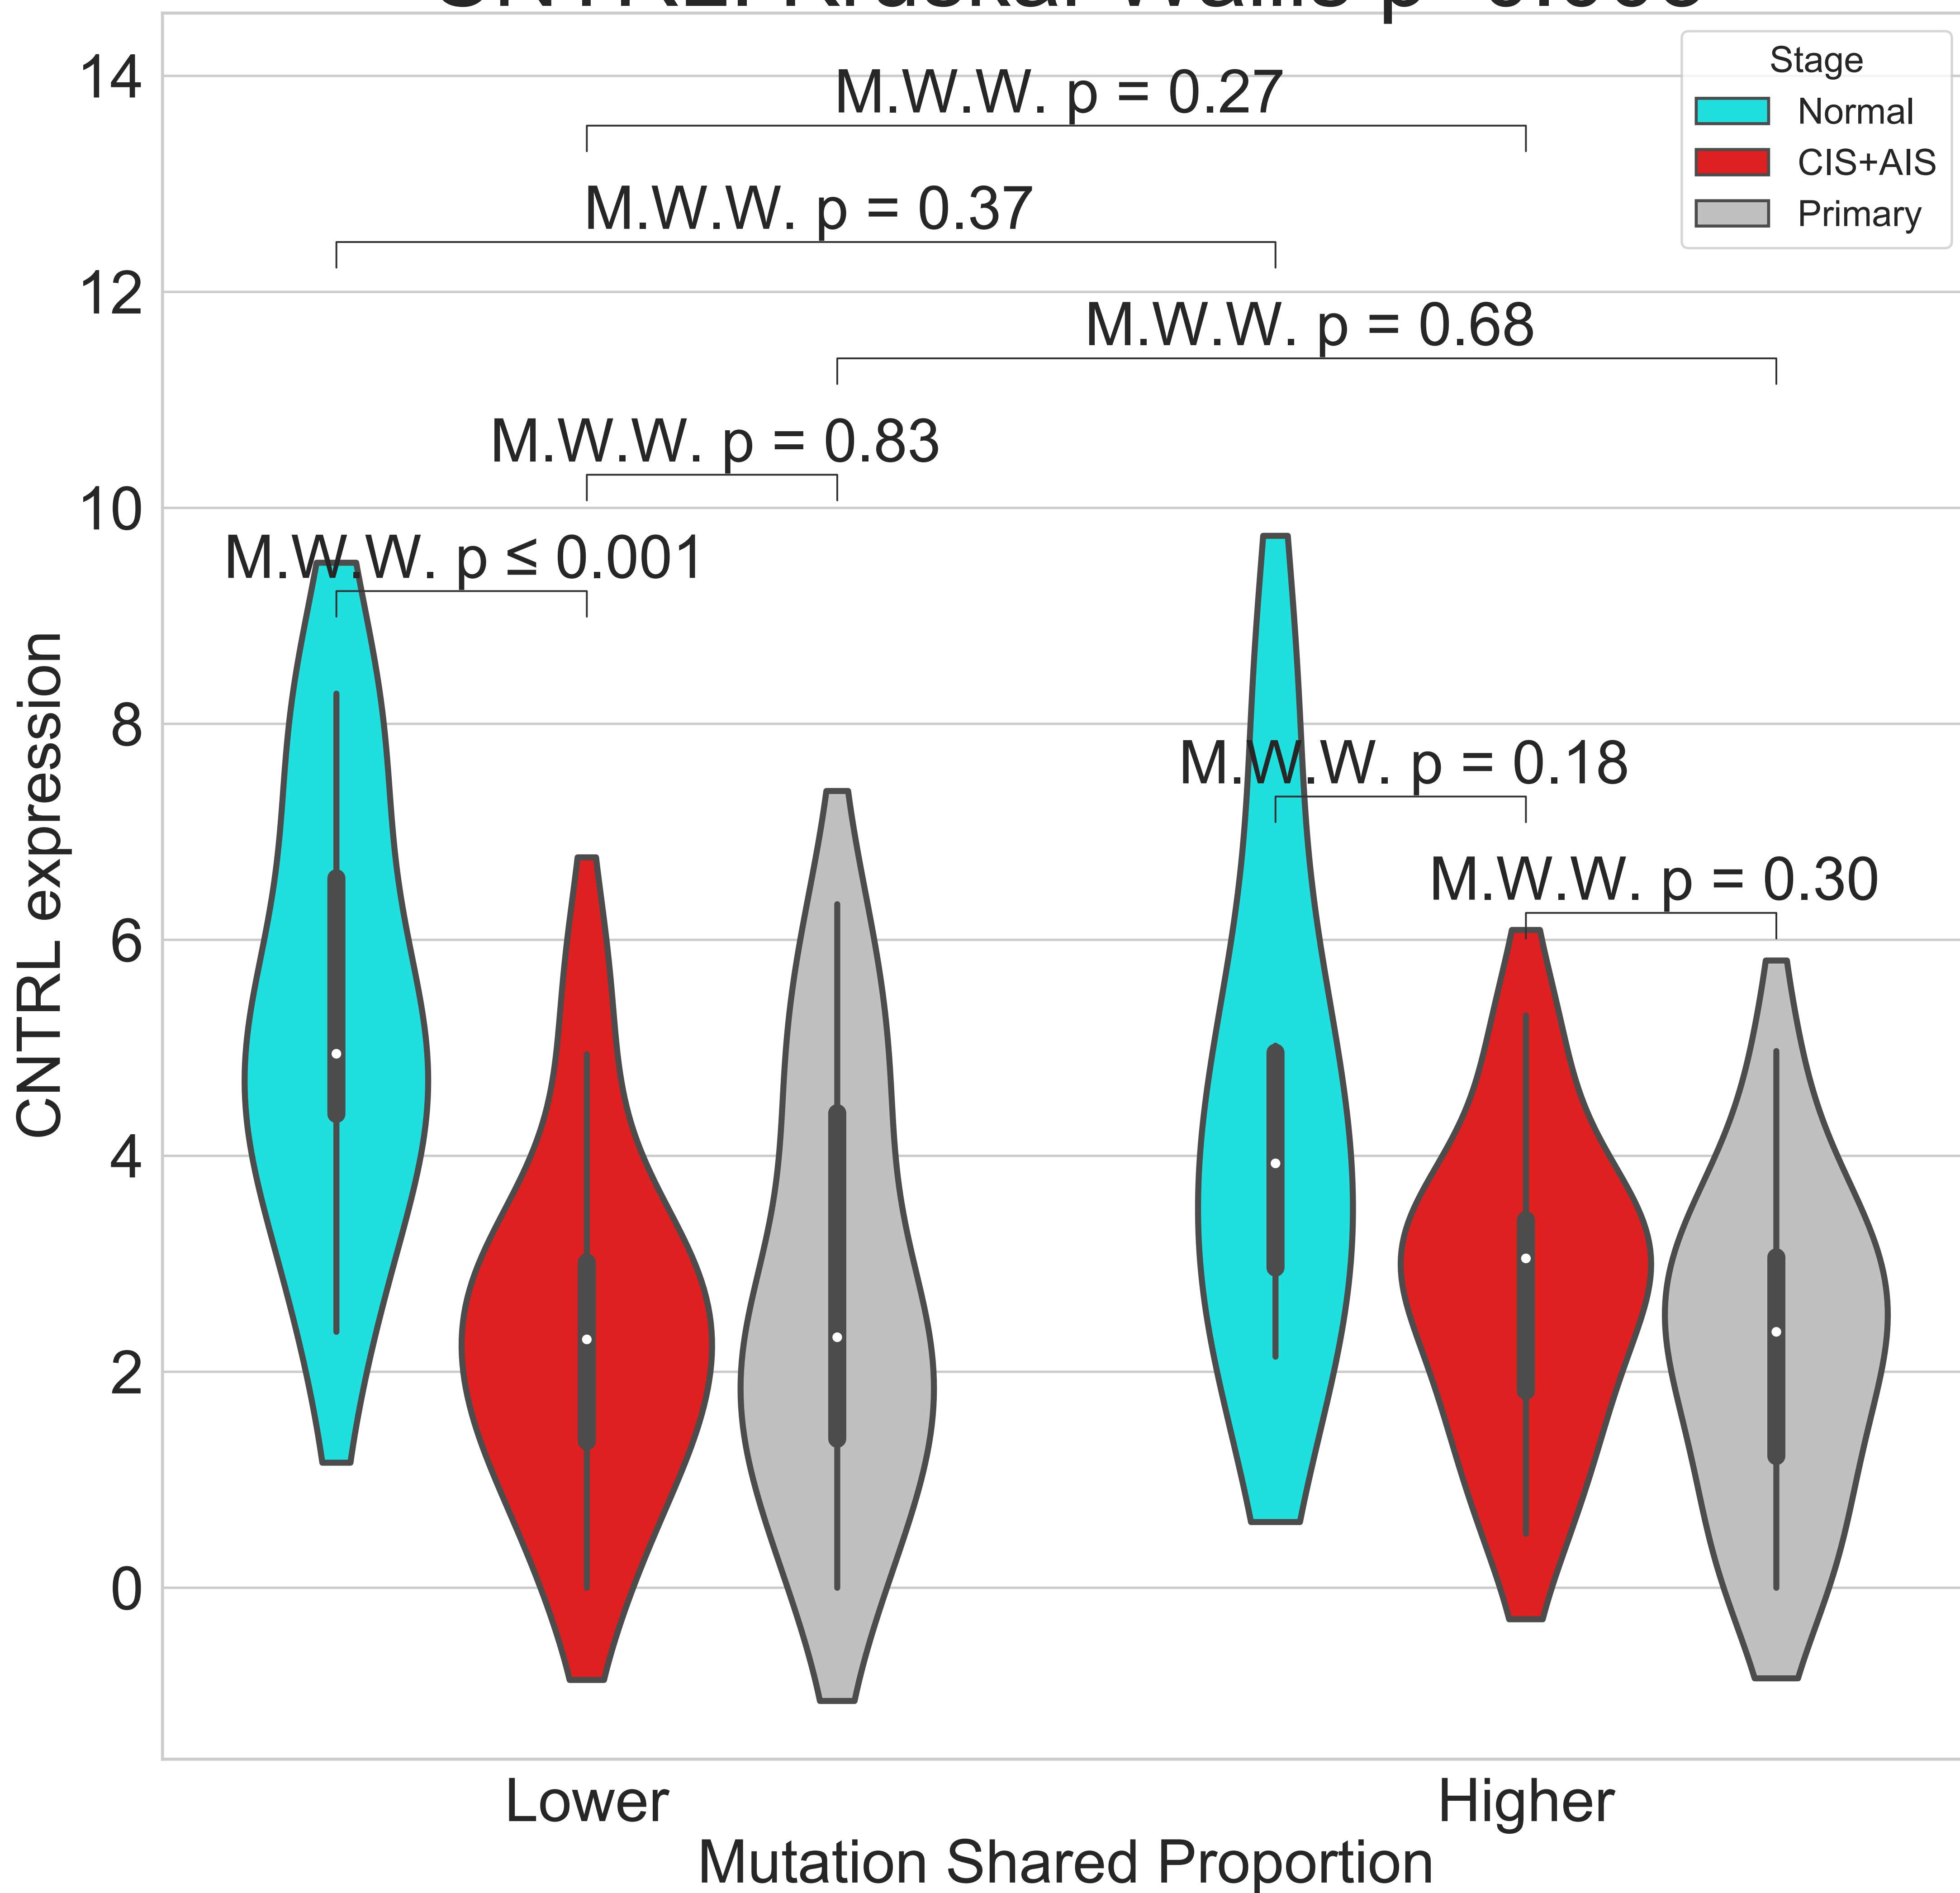 14
12
10
8
6
4
2
0
CNTRL expression
Stage
Normal
CIS+AIS
Primary
M.W.W. p = 0.27
M.W.W. p = 0.37
M.W.W. p = 0.68
M.W.W. p = 0.83
M.W.W. p ≤ 0.001
M.W.W. p = 0.18
M.W.W. p = 0.30
Lower
Higher
Mutation Shared Proportion